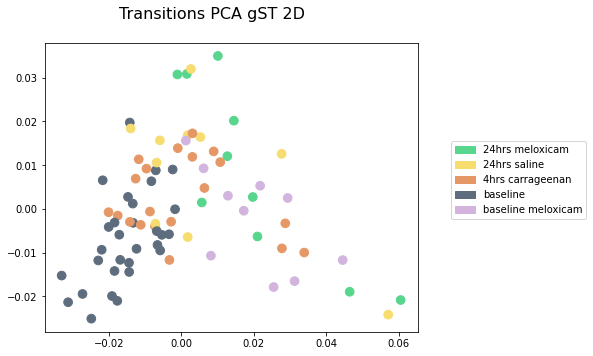 Transitions PCA gST 2D
0.03
0.02
0.01
0.00
−0.01
−0.02
−0.02
0.00
0.02
0.04
0.06
24hrs meloxicam
24hrs saline
4hrs carrageenan
baseline
baseline meloxicam